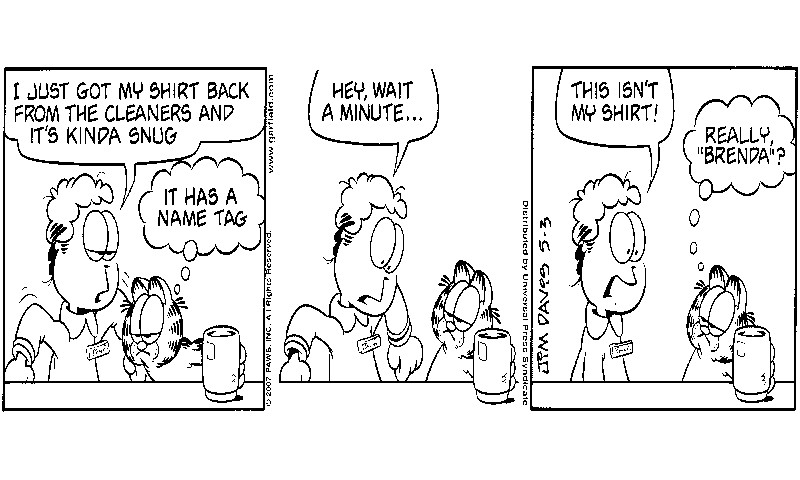 I JUST GOT MY SHIRT BACK
FROM THE CLEANERS AND
IT'S KINDA SNUG
IT HAS A
NAME TAG
© 2007 PAWS, INC. All Rights Reserved.
www.garfield.com
HEY, WAIT
A MINUTE...
Distributed by Universal Press Syndicate
JIM DAVIS 5-3
THIS ISN'T
MY SHIRT!
REALLY,
"BRENDA"?